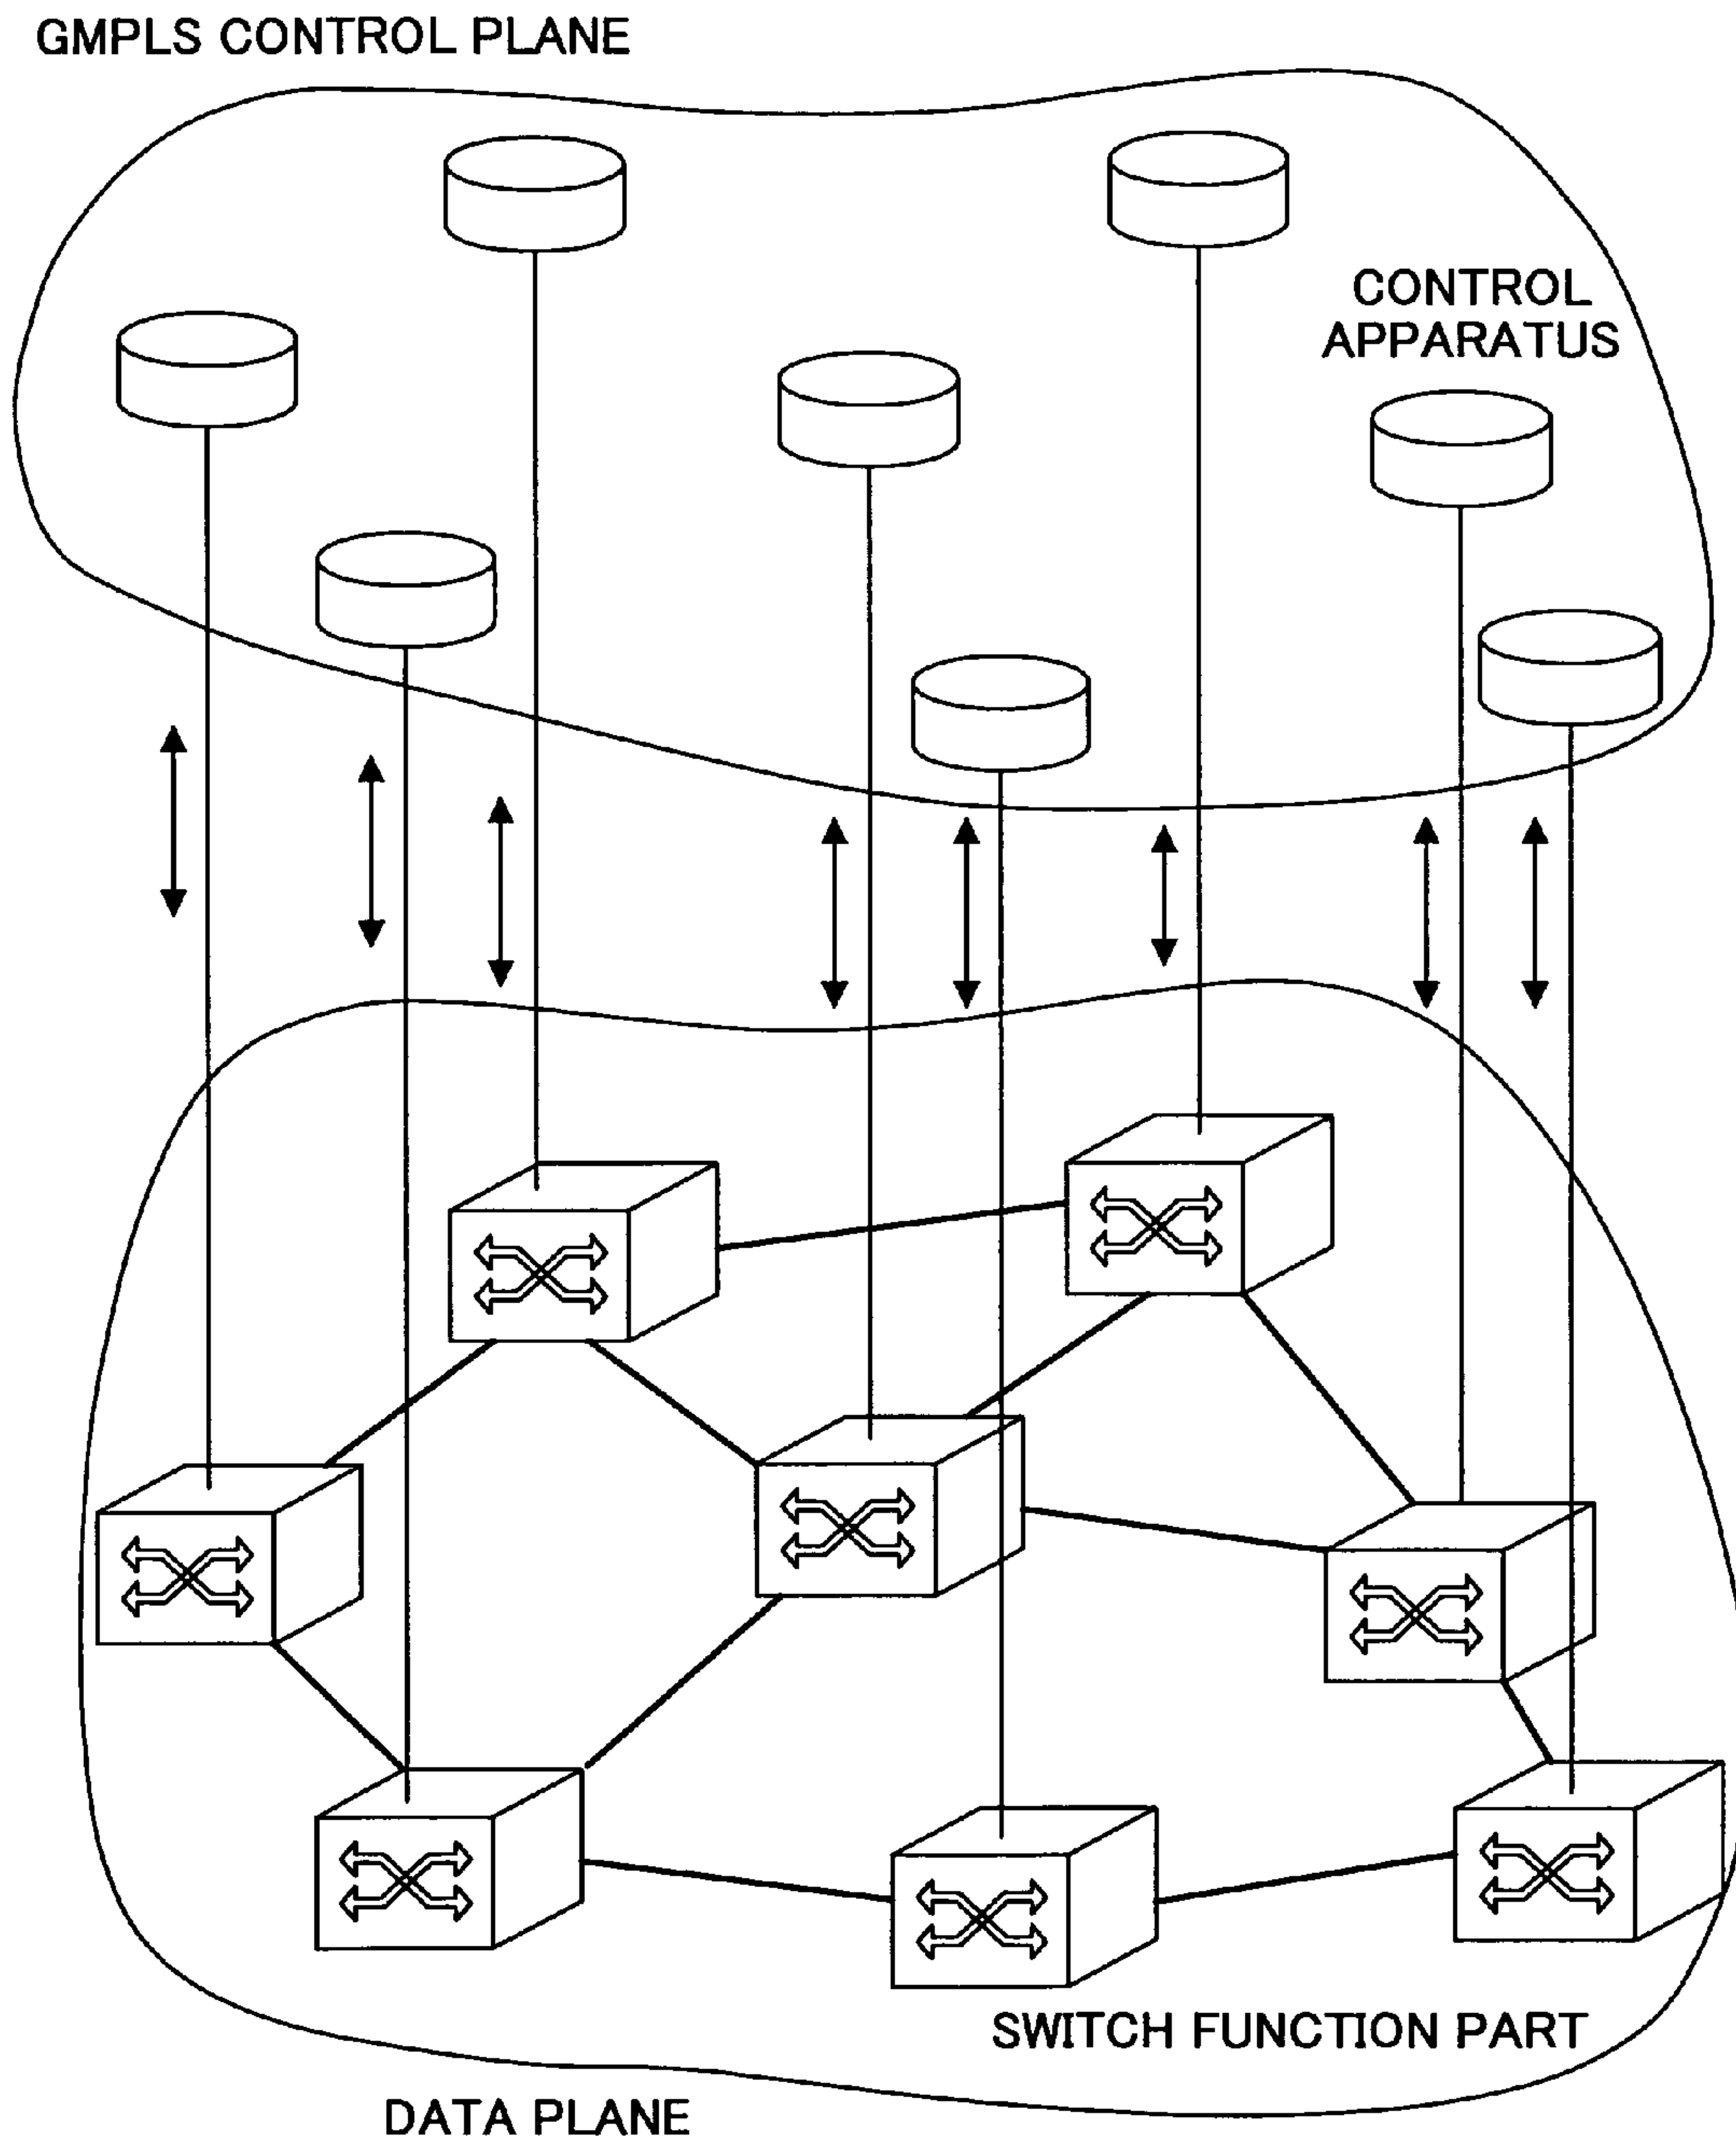 GMPLS CONTROL PLANE
CONTROL
APPARATUS
SWITCH FUNCTION PART
DATA PLANE